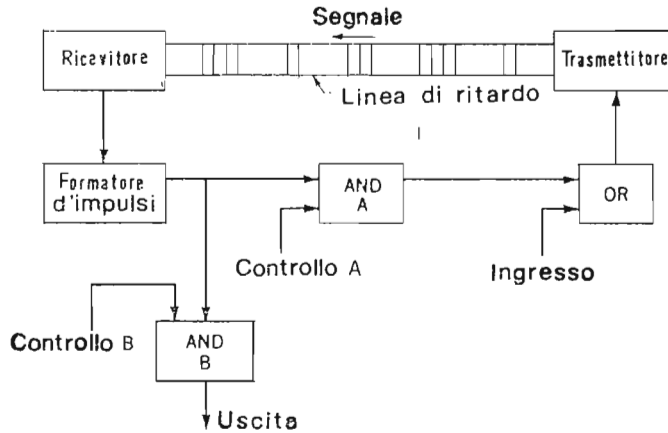 Segnale
Ricevitore
Trasmettitore
Linea di ritardo
Formatore
d'impulsi
AND
A
OR
Controllo A
Ingresso
Controllo B
AND
B
Uscita